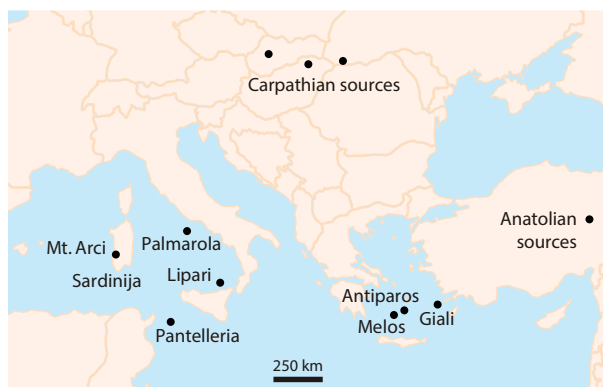 Carpathian sources
Anatolian
sources
Mt. Arci
Palmarola
Sardinija
Lipari
Antiparos
Melos
Giali
Pantelleria
250 km